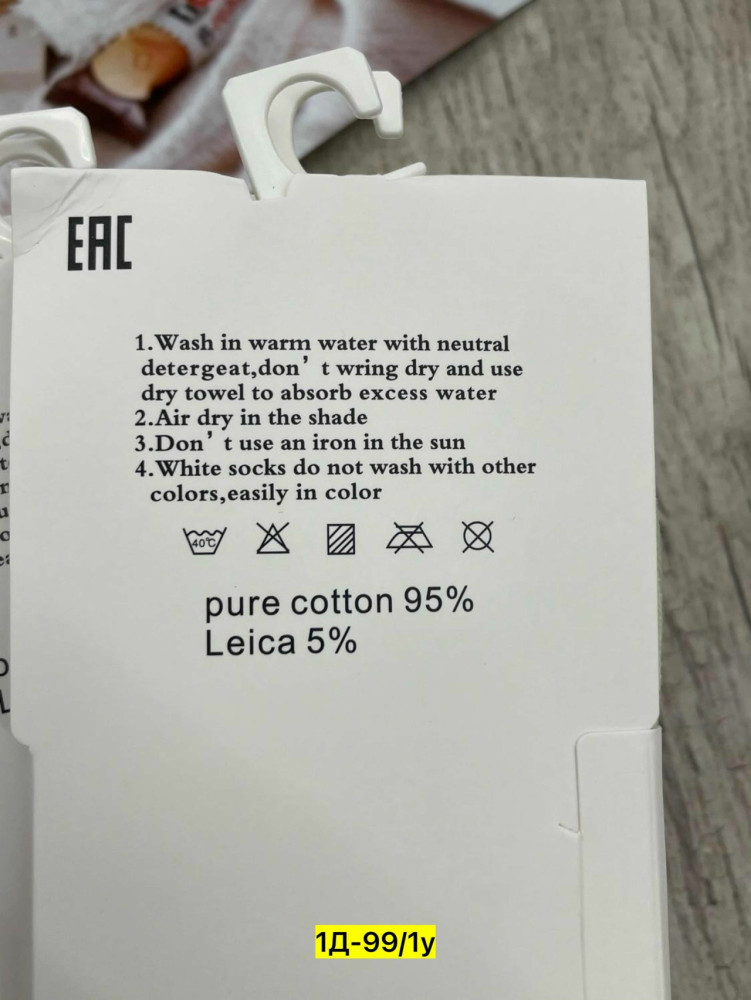 EAC
1.Wash in warm water with neutral
detergeat,don't wring dry and use
dry towel to absorb excess water
2.Air dry in the shade
3.Don't use an iron in the sun
4.White socks do not wash with other
colors,easily in color
40℃
pure cotton 95%
Leica 5%
1Д-99/1у